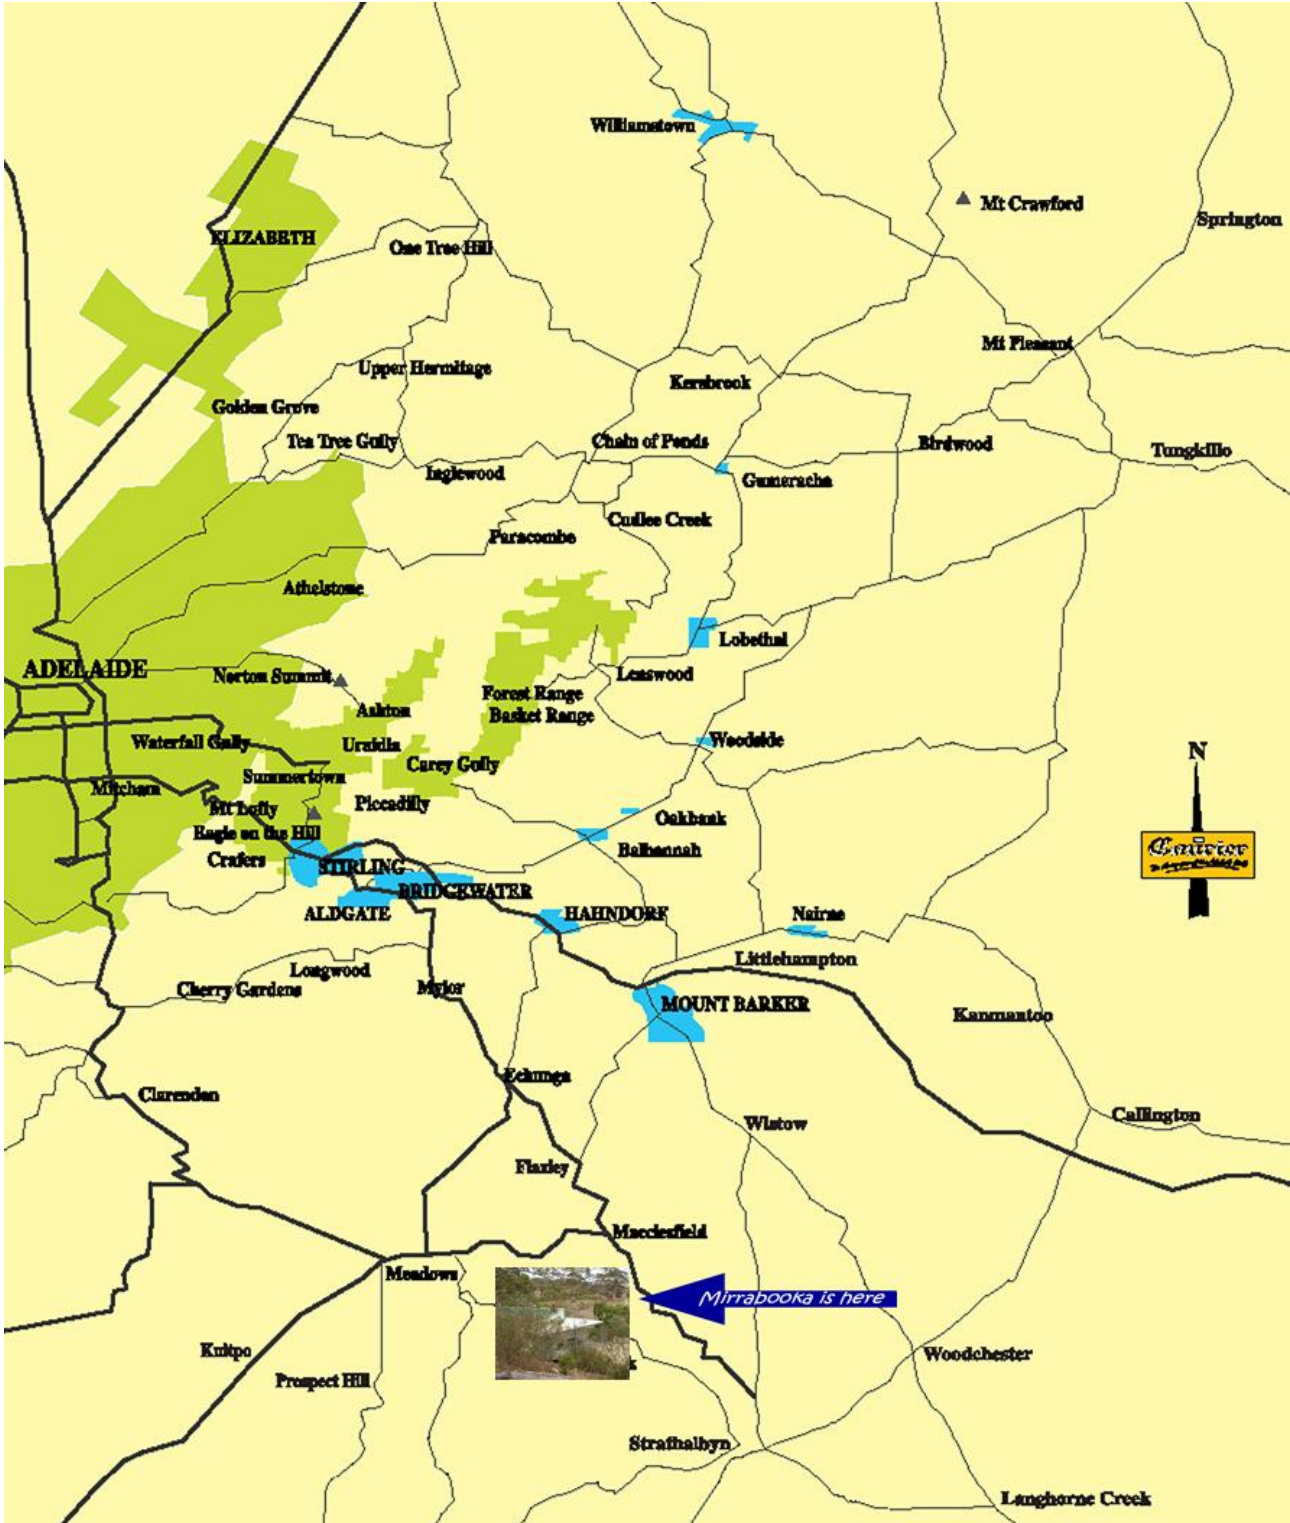 Williamstown
Mt Crawford
Springton
ELIZABETH
One Tree Hill
Mt Pleasant
Upper Hermitage
Kersbrook
Golden Grove
Tea Tree Gully
Chain of Ponds
Birdwood
Tungkillo
Inglewood
Gumeracha
Cudlee Creek
Paracombe
Athelstone
Lobethal
ADELAIDE
Norton Summit
Lenswood
Forest Range
Ashton
Basket Range
Waterfall Gully
Uraidla
Woodside
N
Carey Gully
Summertown
Mitcham
Piccadilly
Mt Lofty
Oakbank
Eagle on the Hill
Balhannah
Courier
Crafers
STIRLING
BRIDGEWATER
ALDGATE
HAHNDORF
Nairne
Littlehampton
Longwood
Cherry Gardens
Mylor
MOUNT BARKER
Kanmantoo
Echunga
Clarendon
Callington
Wistow
Flaxley
Macclesfield
Meadows
Mirrabooka is here
Kuitpo
Woodchester
k
Prospect Hill
Strathalbyn
Langhorne Creek